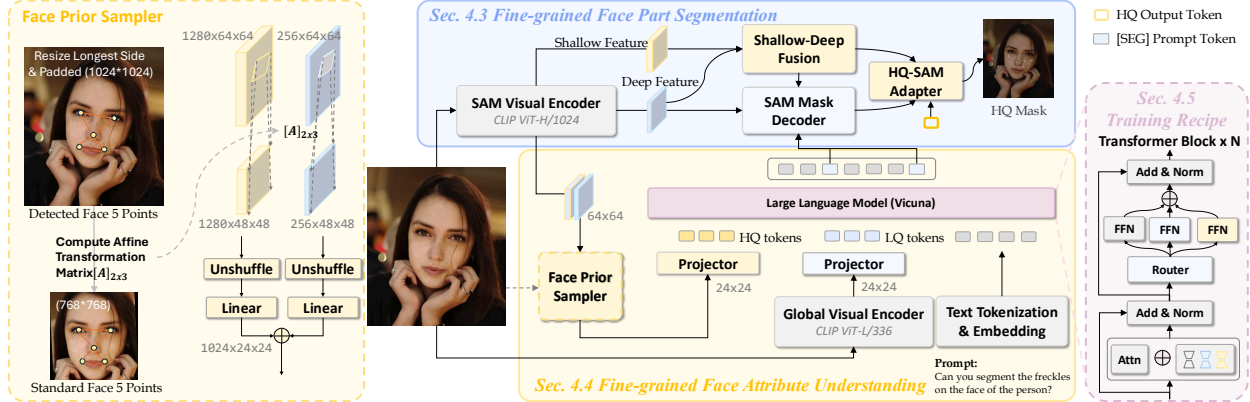 Face Prior Sampler
1280x64x64
256x64x64
Resize Longest Side
& Padded (1024*1024)
[A]2x3
Detected Face 5 Points
1280x48x48
256x48x48
Compute Affine
Transformation
Matrix[A]2x3
Unshuffle
Unshuffle
(768*768)
Linear
Linear
1024x24x24
Standard Face 5 Points
Sec. 4.3 Fine-grained Face Part Segmentation
Shallow Feature
Deep Feature
Shallow-Deep
Fusion
SAM Visual Encoder
CLIP ViT-H/1024
SAM Mask
Decoder
HQ-SAM
Adapter
HQ Mask
64x64
Large Language Model (Vicuna)
HQ tokens
LQ tokens
Face Prior
Sampler
Projector
24x24
Projector
24x24
Global Visual Encoder
CLIP ViT-L/336
Text Tokenization
& Embedding
Sec. 4.4 Fine-grained Face Attribute Understanding
Prompt:
Can you segment the freckles
on the face of the person?
HQ Output Token
[SEG] Prompt Token
Sec. 4.5
Training Recipe
Transformer Block x N
Add & Norm
FFN
FFN
FFN
Router
Add & Norm
Attn